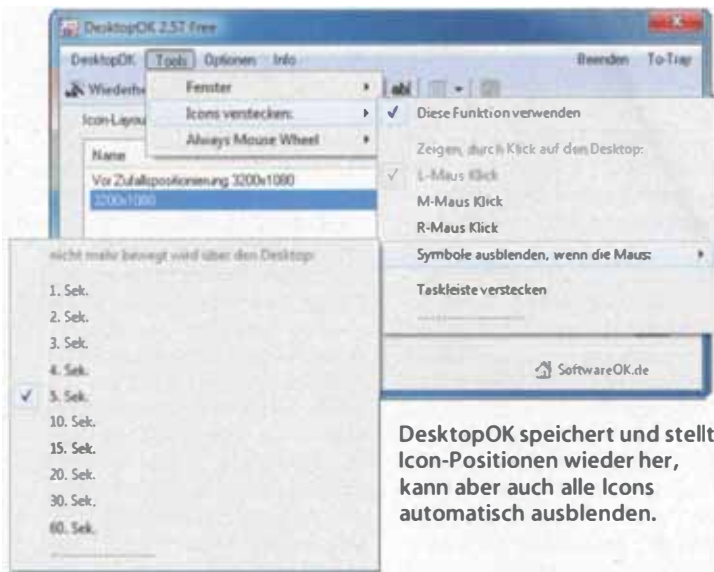 DesktopOK 2.57 Free
DesktopOK Tools Optionen Info Beenden To-Tray
Wiederhe abl
Icon-Layou
Name
Vor Zufallspositionierung 3200x1080
3200x1080
Fenster
Icons verstecken:
Always Mouse Wheel
Diese Funktion verwenden
Zeigen, durch Klick auf den Desktop:
L-Maus Klick
M-Maus Klick
R-Maus Klick
Symbole ausblenden, wenn die Maus:
Taskleiste verstecken
nicht mehr bewegt wird über den Desktop:
1. Sek.
2. Sek.
3. Sek.
4. Sek.
5. Sek.
10. Sek.
15. Sek.
20. Sek.
30. Sek.
60. Sek.
SoftwareOK.de
DesktopOK speichert und stellt
Icon-Positionen wieder her,
kann aber auch alle Icons
automatisch ausblenden.